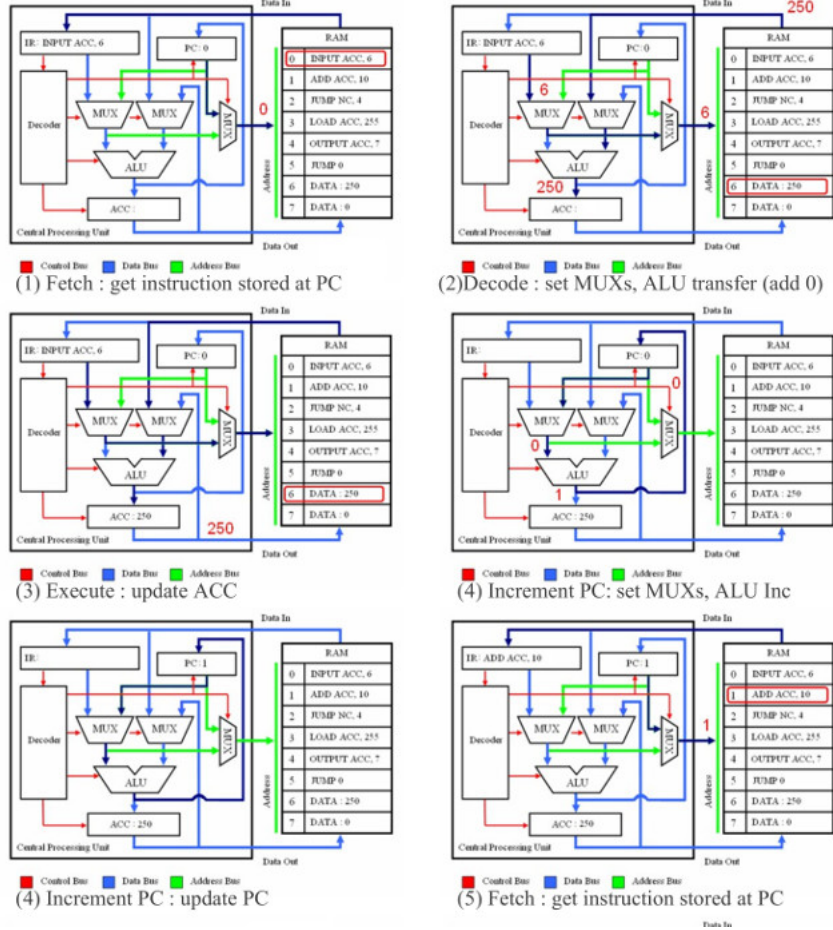 Data In
IR: INPUT ACC, 6
PC: 0
Decoder
MUX
MUX
MUX
0
ALU
ACC :
Central Processing Unit
Address
RAM
0 INPUT ACC, 6
1 ADD ACC, 10
2 JUMP NC, 4
3 LOAD ACC, 255
4 OUTPUT ACC, 7
5 JUMP 0
6 DATA : 250
7 DATA : 0
Data Out
Control Bus Data Bus Address Bus
(1) Fetch : get instruction stored at PC
Data In
250
IR: INPUT ACC, 6
PC: 0
Decoder
6
MUX
MUX
MUX
6
ALU
250
ACC :
Central Processing Unit
Address
RAM
0 INPUT ACC, 6
1 ADD ACC, 10
2 JUMP NC, 4
3 LOAD ACC, 255
4 OUTPUT ACC, 7
5 JUMP 0
6 DATA : 250
7 DATA : 0
Data Out
Control Bus Data Bus Address Bus
(2)Decode : set MUXs, ALU transfer (add 0)
Data In
IR: INPUT ACC, 6
PC: 0
Decoder
MUX
MUX
MUX
ALU
ACC : 250
250
Central Processing Unit
Address
RAM
0 INPUT ACC, 6
1 ADD ACC, 10
2 JUMP NC, 4
3 LOAD ACC, 255
4 OUTPUT ACC, 7
5 JUMP 0
6 DATA : 250
7 DATA : 0
Data Out
Control Bus Data Bus Address Bus
(3) Execute : update ACC
Data In
IR:
PC: 0
0
Decoder
MUX
MUX
MUX
0
ALU
1
ACC : 250
Central Processing Unit
Address
RAM
0 INPUT ACC, 6
1 ADD ACC, 10
2 JUMP NC, 4
3 LOAD ACC, 255
4 OUTPUT ACC, 7
5 JUMP 0
6 DATA : 250
7 DATA : 0
Data Out
Control Bus Data Bus Address Bus
(4) Increment PC: set MUXs, ALU Inc
Data In
IR:
PC: 1
Decoder
MUX
MUX
MUX
ALU
ACC : 250
Central Processing Unit
Address
RAM
0 INPUT ACC, 6
1 ADD ACC, 10
2 JUMP NC, 4
3 LOAD ACC, 255
4 OUTPUT ACC, 7
5 JUMP 0
6 DATA : 250
7 DATA : 0
Data Out
Control Bus Data Bus Address Bus
(4) Increment PC : update PC
Data In
IR: ADD ACC, 10
PC: 1
Decoder
MUX
MUX
MUX
1
ALU
ACC : 250
Central Processing Unit
Address
RAM
0 INPUT ACC, 6
1 ADD ACC, 10
2 JUMP NC, 4
3 LOAD ACC, 255
4 OUTPUT ACC, 7
5 JUMP 0
6 DATA : 250
7 DATA : 0
Data Out
Control Bus Data Bus Address Bus
(5) Fetch : get instruction stored at PC
Data In